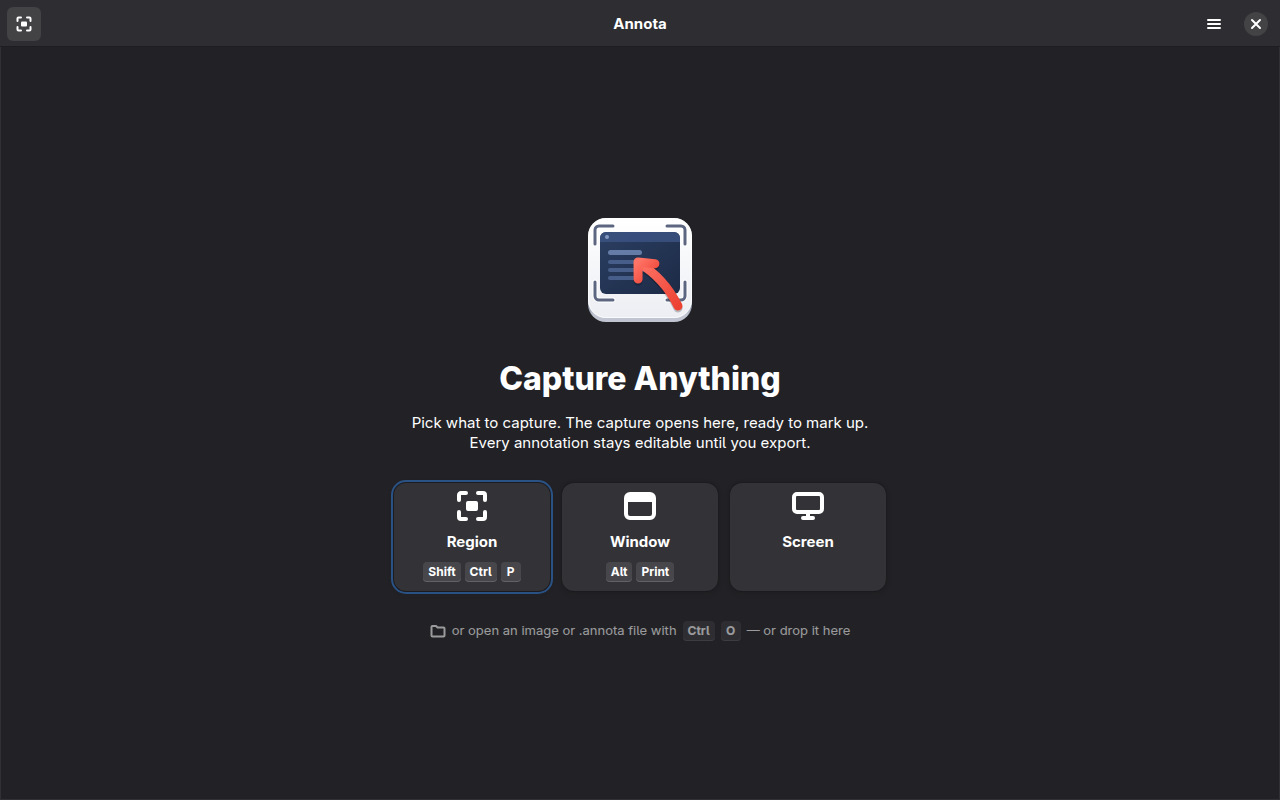 Annota
Capture Anything
Pick what to capture. The capture opens here, ready to mark up.
Every annotation stays editable until you export.
Region
Shift Ctrl P
Window
Alt Print
Screen
or open an image or .annota file with Ctrl O — or drop it here